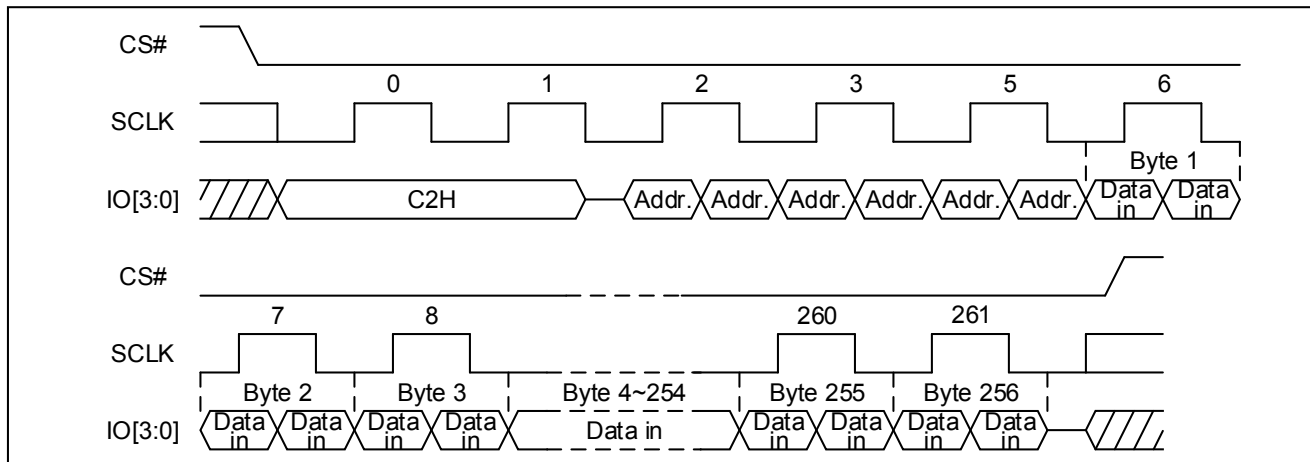 CS#
0 1 2 3 5 6
SCLK
Byte 1
IO[3:0] C2H Addr. Addr. Addr. Addr. Addr. Addr. Data in Data in
CS#
7 8 260 261
SCLK
Byte 2 Byte 3 Byte 4~254 Byte 255 Byte 256
IO[3:0] Data in Data in Data in Data in Data in Data in Data in Data in Data in